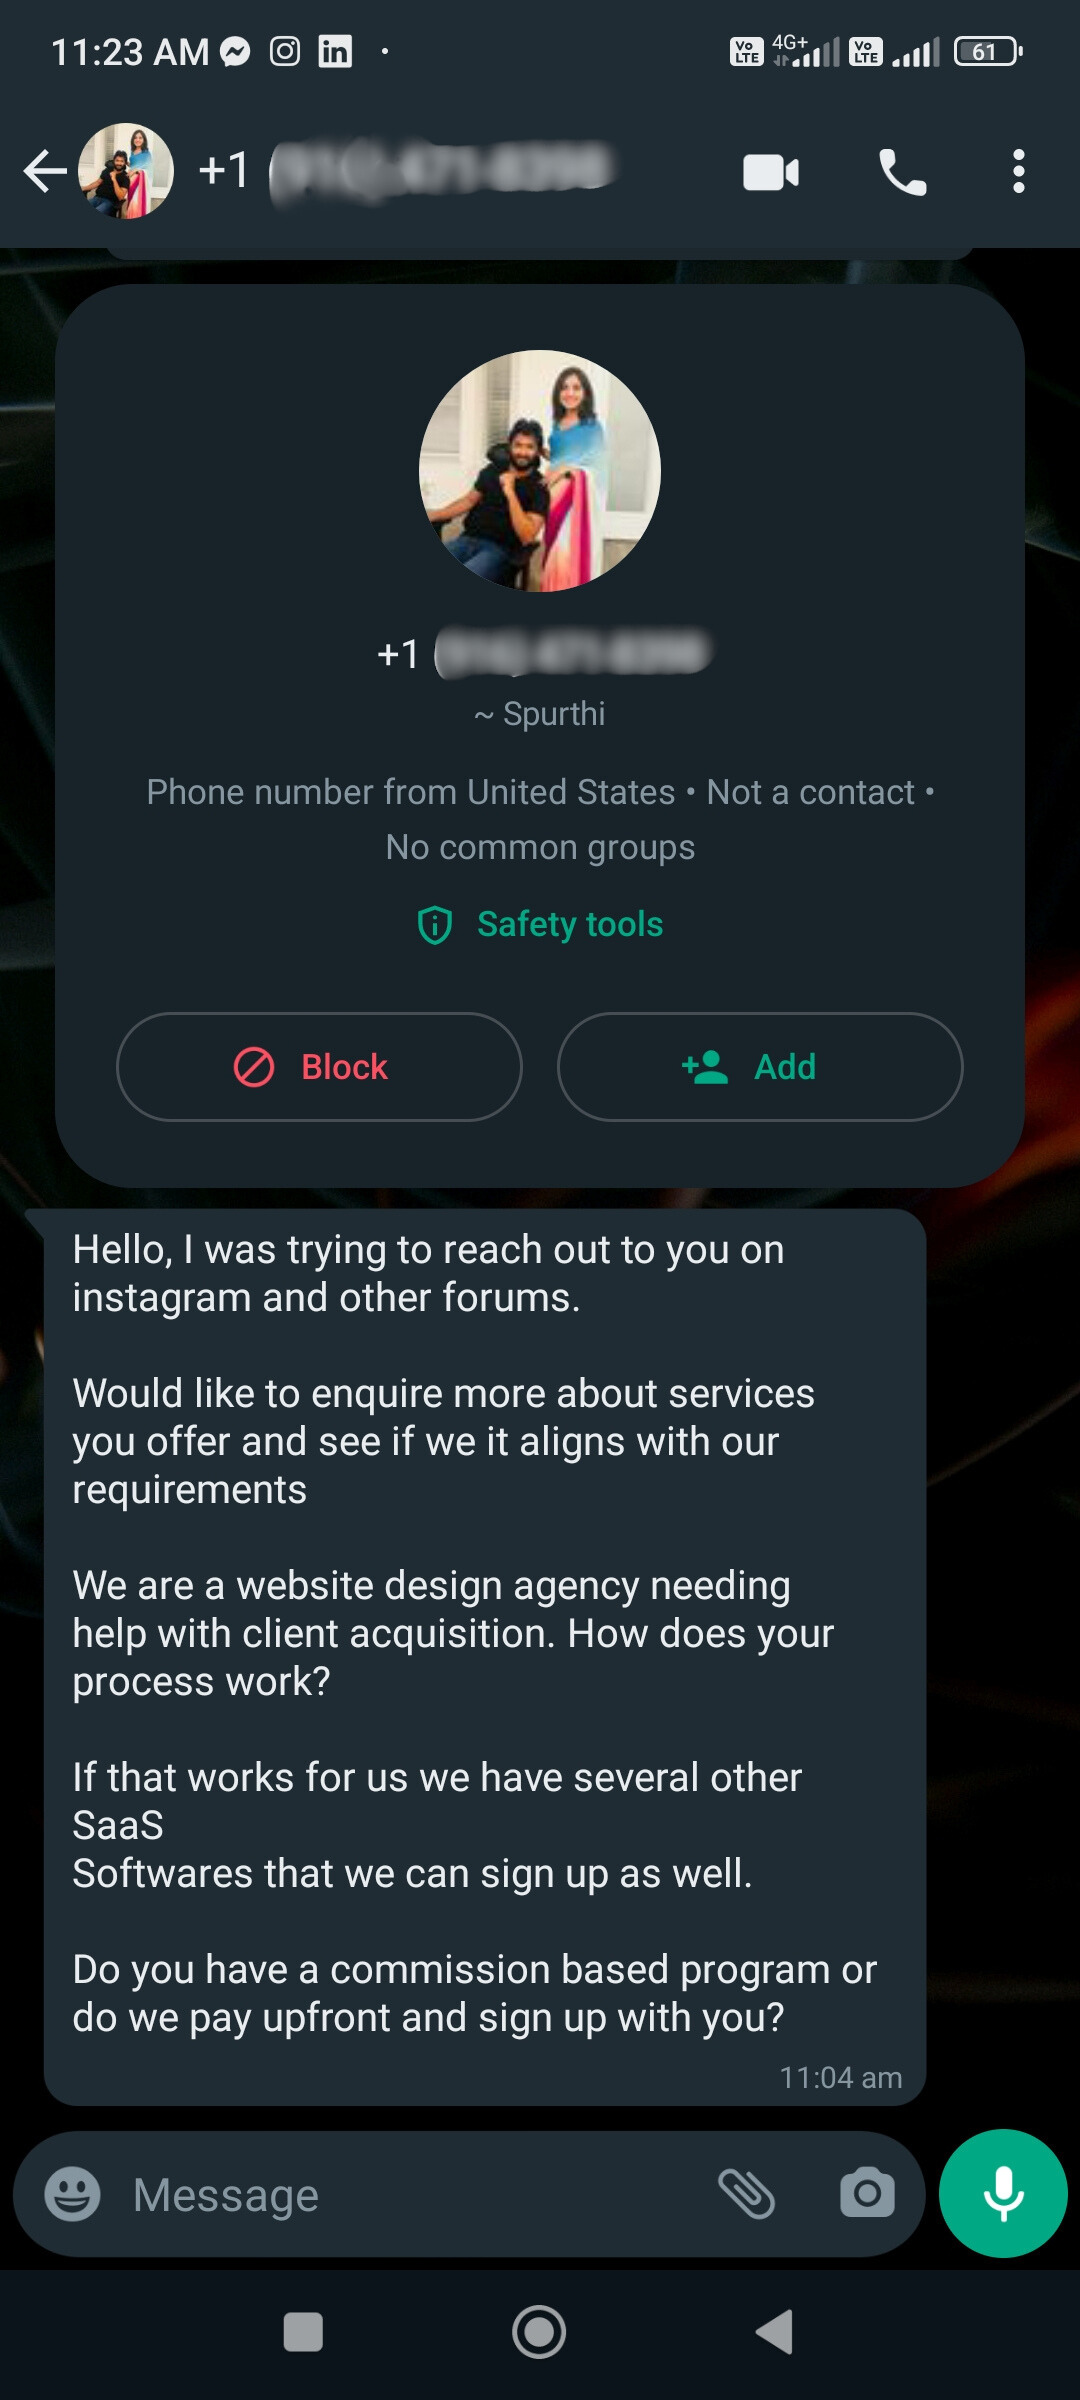 11:23 AM
Vo LTE 4G+ Vo LTE 61
+1
+1
~ Spurthi
Phone number from United States • Not a contact •
No common groups
Safety tools
Block
Add
Hello, I was trying to reach out to you on
instagram and other forums.
Would like to enquire more about services
you offer and see if we it aligns with our
requirements
We are a website design agency needing
help with client acquisition. How does your
process work?
If that works for us we have several other
SaaS
Softwares that we can sign up as well.
Do you have a commission based program or
do we pay upfront and sign up with you?
11:04 am
Message